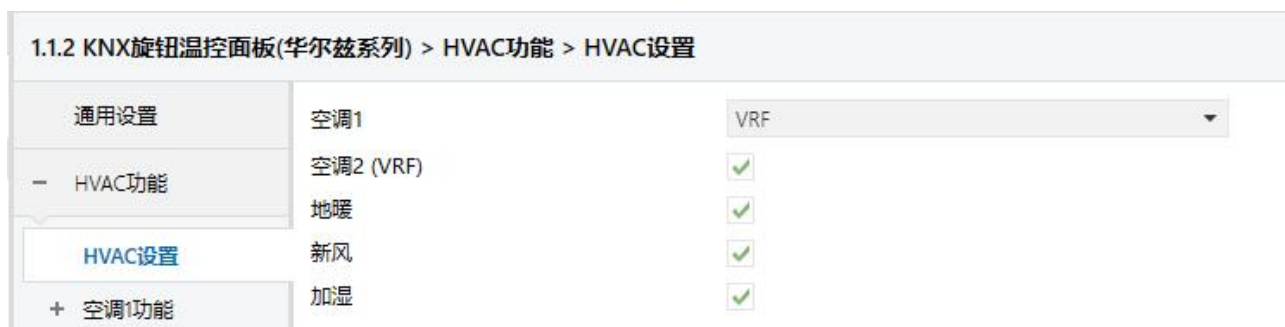 1.1.2 KNX旋钮温控面板(华尔兹系列) > HVAC功能 > HVAC设置
通用设置
HVAC功能
HVAC设置
空调1功能
空调1
VRF
空调2 (VRF)
地暖
新风
加湿